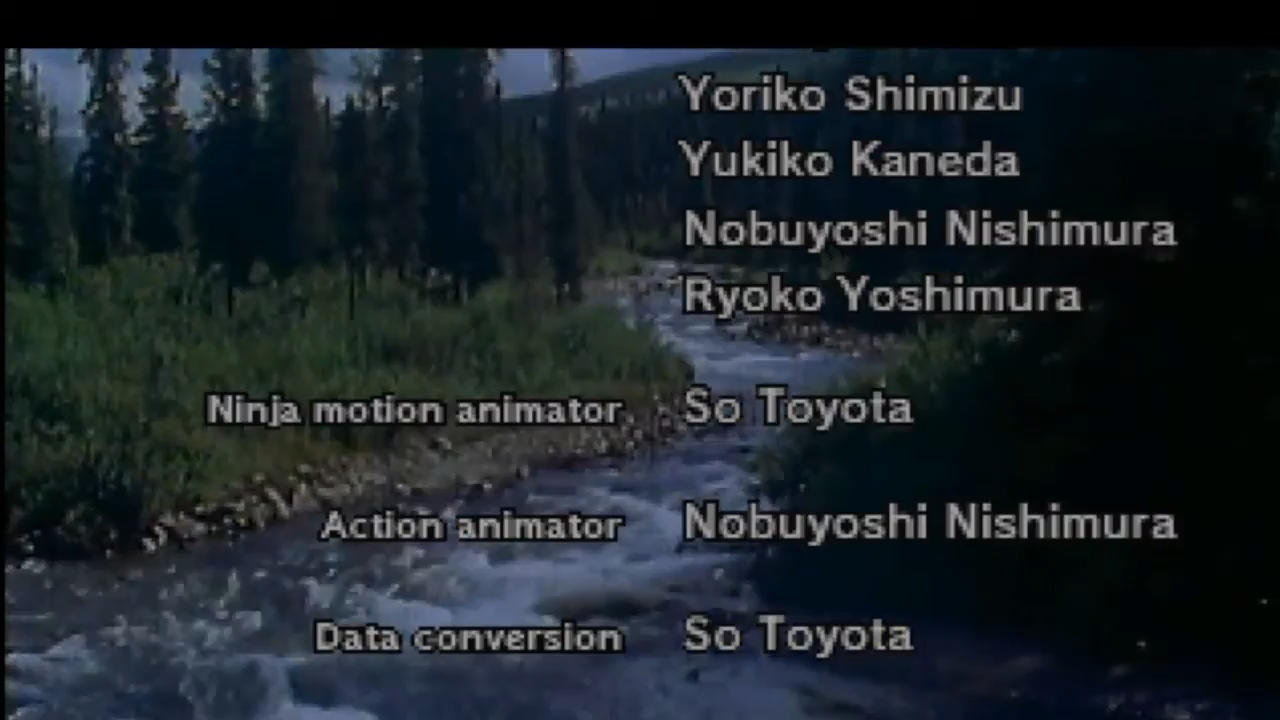 Yoriko Shimizu
Yukiko Kaneda
Nobuyoshi Nishimura
Ryoko Yoshimura
Ninja motion animator So Toyota
Action animator Nobuyoshi Nishimura
Data conversion So Toyota